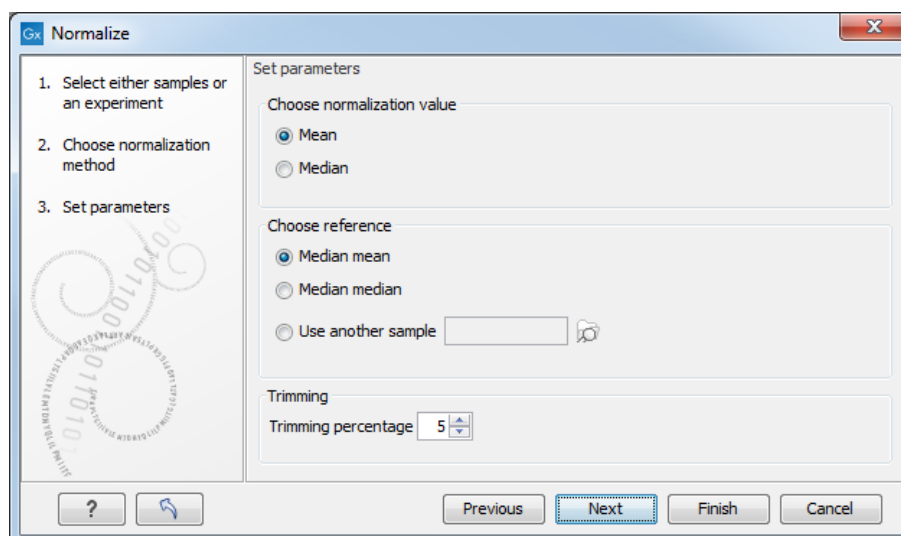 Gx Normalize
1. Select either samples or
an experiment
2. Choose normalization
method
3. Set parameters
Set parameters
Choose normalization value
Mean
Median
Choose reference
Median mean
Median median
Use another sample
Trimming
Trimming percentage 5
? Previous Next Finish Cancel